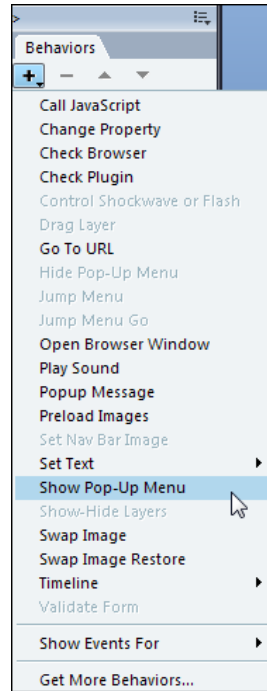 >
Behaviors
Call JavaScript
Change Property
Check Browser
Check Plugin
Control Shockwave or Flash
Drag Layer
Go To URL
Hide Pop-Up Menu
Jump Menu
Jump Menu Go
Open Browser Window
Play Sound
Popup Message
Preload Images
Set Nav Bar Image
Set Text
Show Pop-Up Menu
Show-Hide Layers
Swap Image
Swap Image Restore
Timeline
Validate Form
Show Events For
Get More Behaviors...